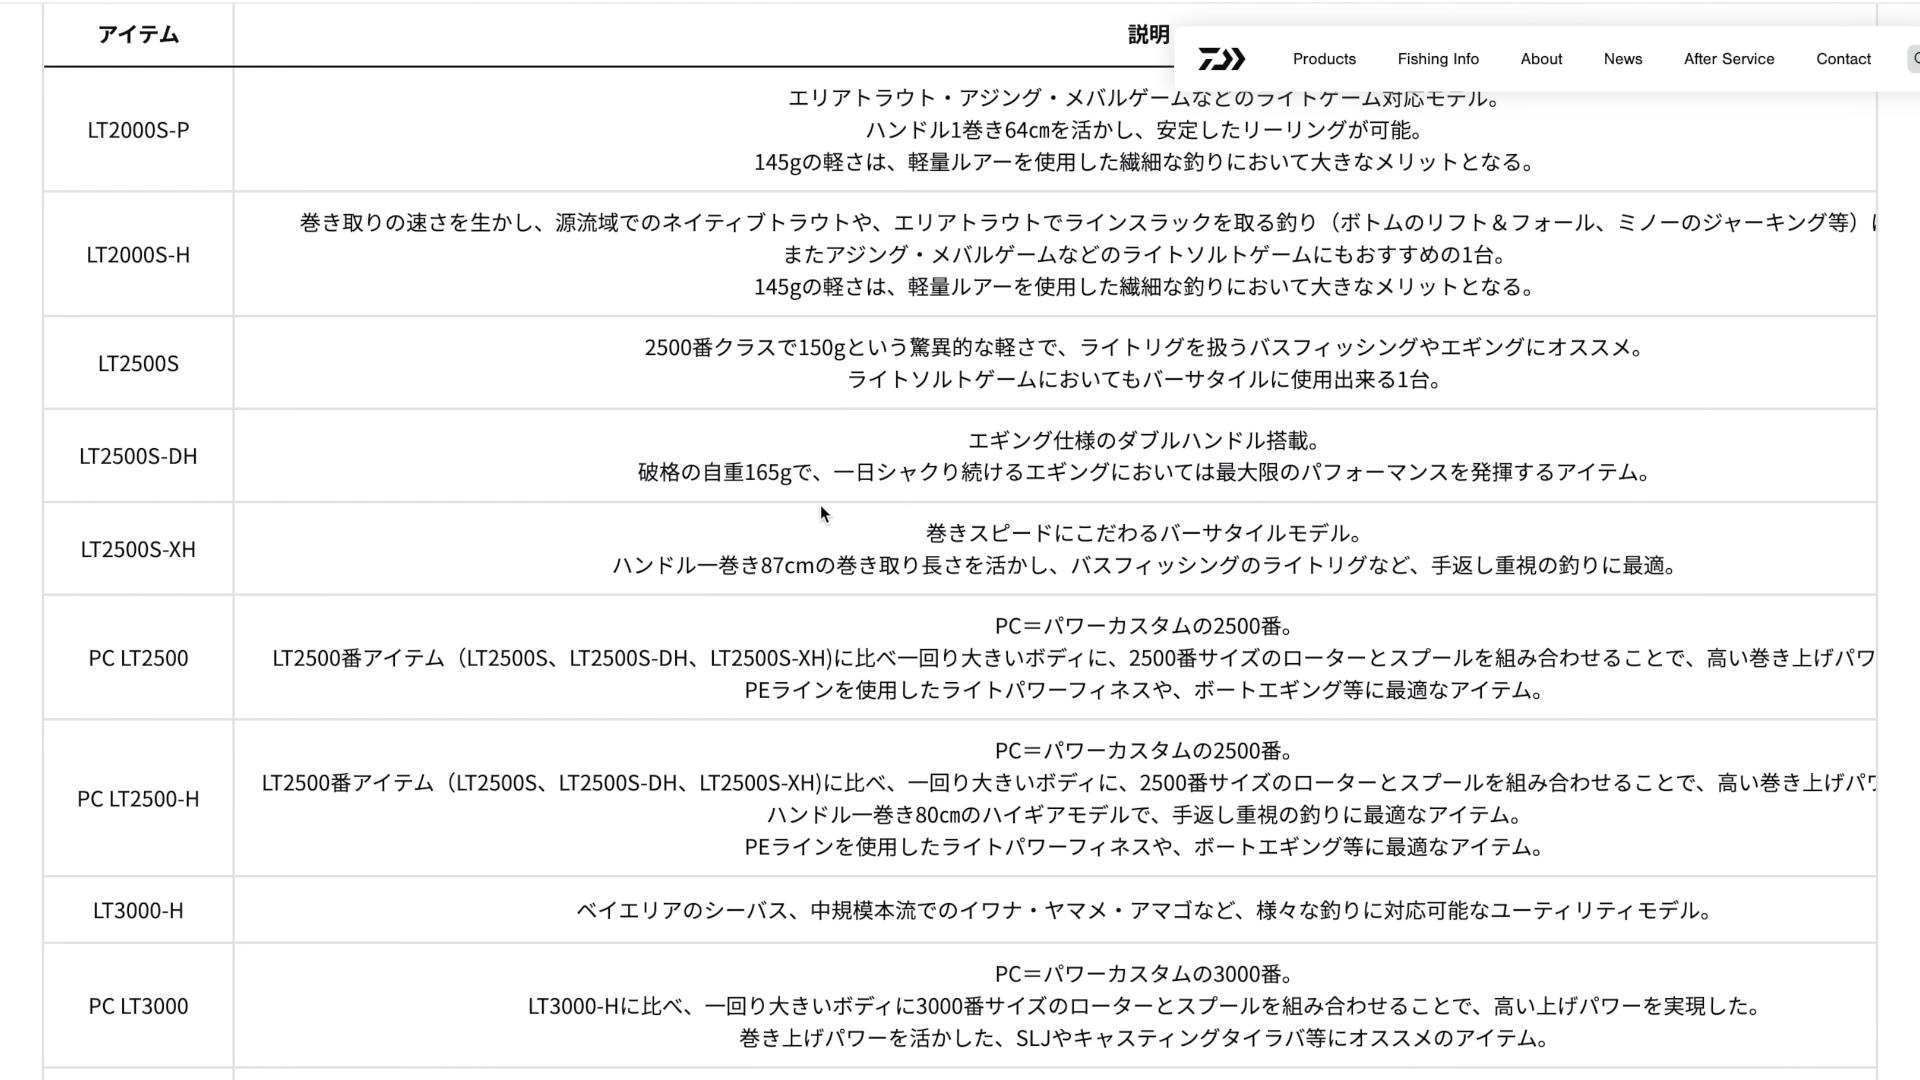 アイテム
説明
Products
Fishing Info
About
News
After Service
Contact
LT2000S-P
エリアトラウト・アジング・メバルゲームなどのライトゲーム対応モデル。
ハンドル1巻き64㎝を活かし、安定したリーリングが可能。
145gの軽さは、軽量ルアーを使用した繊細な釣りにおいて大きなメリットとなる。
LT2000S-H
巻き取りの速さを生かし、源流域でのネイティブトラウトや、エリアトラウトでラインスラックを取る釣り（ボトムのリフト＆フォール、ミノーのジャーキング等）に
またアジング・メバルゲームなどのライトソルトゲームにもおすすめの1台。
145gの軽さは、軽量ルアーを使用した繊細な釣りにおいて大きなメリットとなる。
LT2500S
2500番クラスで150gという驚異的な軽さで、ライトリグを扱うバスフィッシングやエギングにオススメ。
ライトソルトゲームにおいてもバーサタイルに使用出来る1台。
LT2500S-DH
エギング仕様のダブルハンドル搭載。
破格の自重165gで、一日シャクり続けるエギングにおいては最大限のパフォーマンスを発揮するアイテム。
LT2500S-XH
巻きスピードにこだわるバーサタイルモデル。
ハンドル一巻き87cmの巻き取り長さを活かし、バスフィッシングのライトリグなど、手返し重視の釣りに最適。
PC LT2500
PC＝パワーカスタムの2500番。
LT2500番アイテム（LT2500S、LT2500S-DH、LT2500S-XH)に比べ一回り大きいボディに、2500番サイズのローターとスプールを組み合わせることで、高い巻き上げパワ
PEラインを使用したライトパワーフィネスや、ボートエギング等に最適なアイテム。
PC LT2500-H
PC＝パワーカスタムの2500番。
LT2500番アイテム（LT2500S、LT2500S-DH、LT2500S-XH)に比べ、一回り大きいボディに、2500番サイズのローターとスプールを組み合わせることで、高い巻き上げパワ
ハンドル一巻き80㎝のハイギアモデルで、手返し重視の釣りに最適なアイテム。
PEラインを使用したライトパワーフィネスや、ボートエギング等に最適なアイテム。
LT3000-H
ベイエリアのシーバス、中規模本流でのイワナ・ヤマメ・アマゴなど、様々な釣りに対応可能なユーティリティモデル。
PC LT3000
PC＝パワーカスタムの3000番。
LT3000-Hに比べ、一回り大きいボディに3000番サイズのローターとスプールを組み合わせることで、高い上げパワーを実現した。
巻き上げパワーを活かした、SLJやキャスティングタイラバ等にオススメのアイテム。